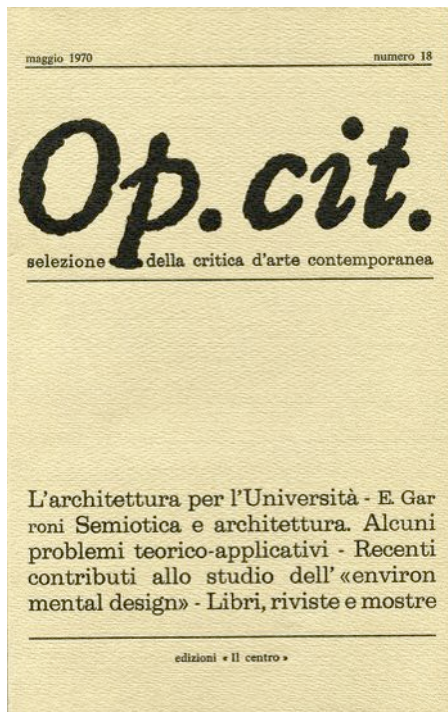 maggio 1970 numero 18
Op. cit.
selezione della critica d'arte contemporanea
L'architettura per l'Università - E. Gar
roni Semiotica e architettura. Alcuni
problemi teorico-applicativi - Recenti
contributi allo studio dell' «environ
mental design» - Libri, riviste e mostre
edizioni « Il centro »